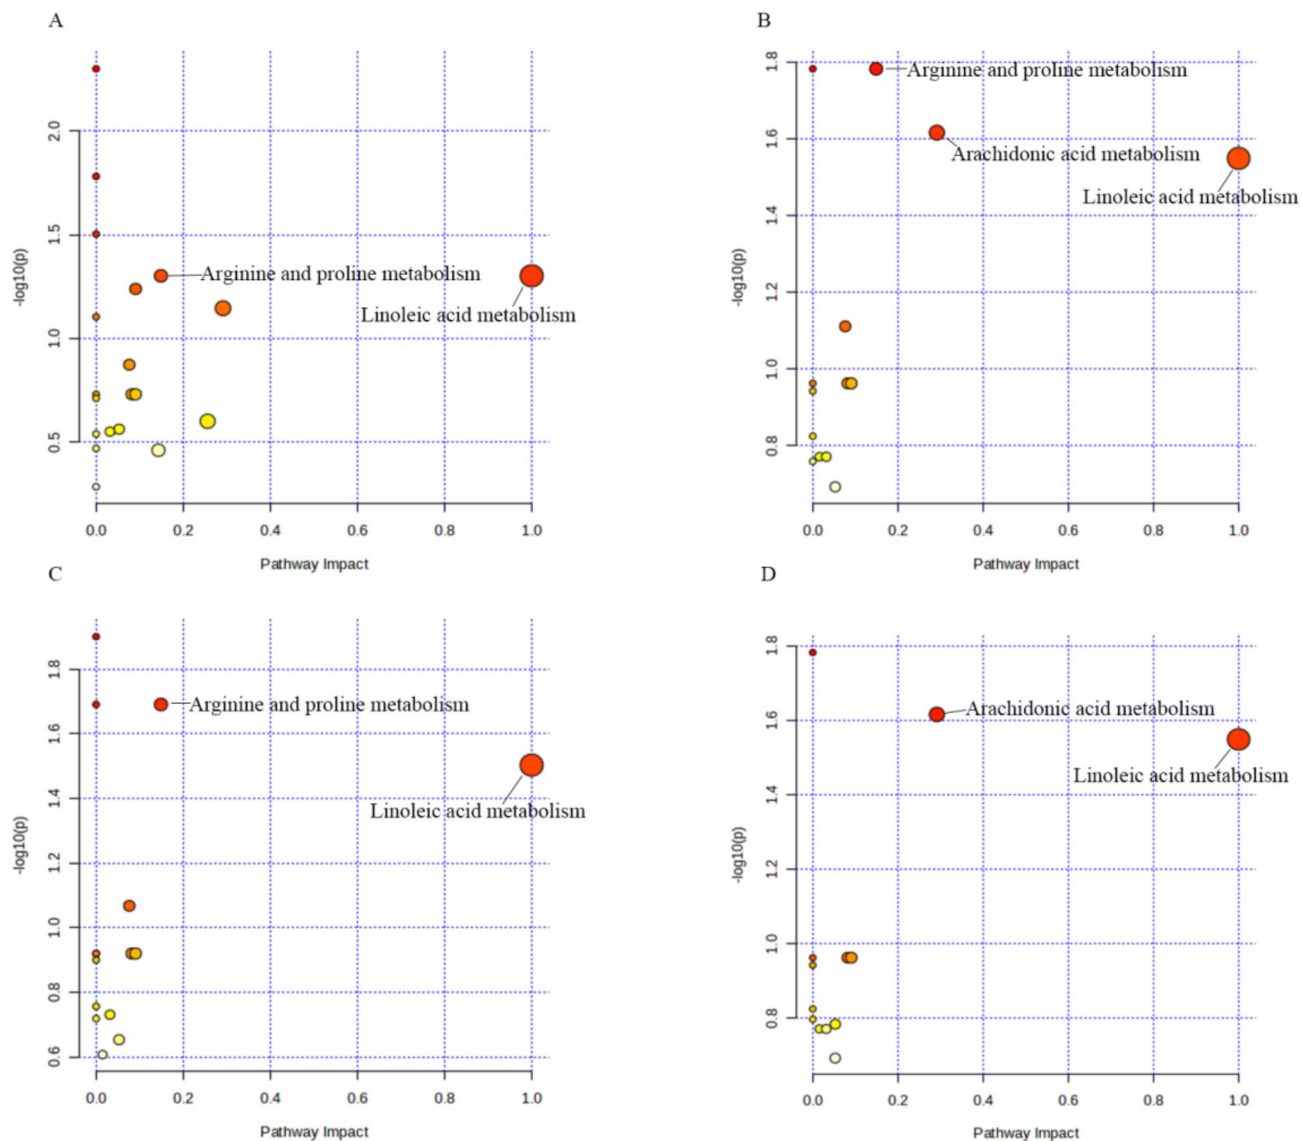 A
-log10(p)
2.0
1.5
1.0
0.5
Arginine and proline metabolism
Linoleic acid metabolism
0.0 0.2 0.4 0.6 0.8 1.0
Pathway Impact
B
-log10(p)
1.8
1.6
1.4
1.2
1.0
0.8
Arginine and proline metabolism
Arachidonic acid metabolism
Linoleic acid metabolism
0.0 0.2 0.4 0.6 0.8 1.0
Pathway Impact
C
-log10(p)
1.8
1.6
1.4
1.2
1.0
0.8
0.6
Arginine and proline metabolism
Linoleic acid metabolism
0.0 0.2 0.4 0.6 0.8 1.0
Pathway Impact
D
-log10(p)
1.8
1.6
1.4
1.2
1.0
0.8
Arachidonic acid metabolism
Linoleic acid metabolism
0.0 0.2 0.4 0.6 0.8 1.0
Pathway Impact